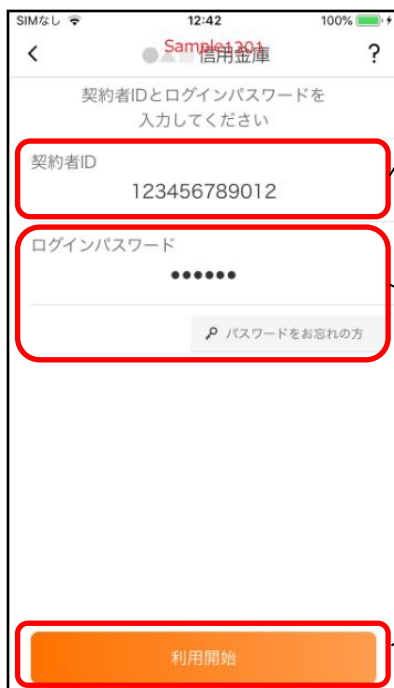 SIMなし 12:42 100%
Sample1201
●▲■信用金庫 ?
契約者IDとログインパスワードを
入力してください
契約者ID
123456789012
ログインパスワード
••••••
パスワードをお忘れの方
利用開始